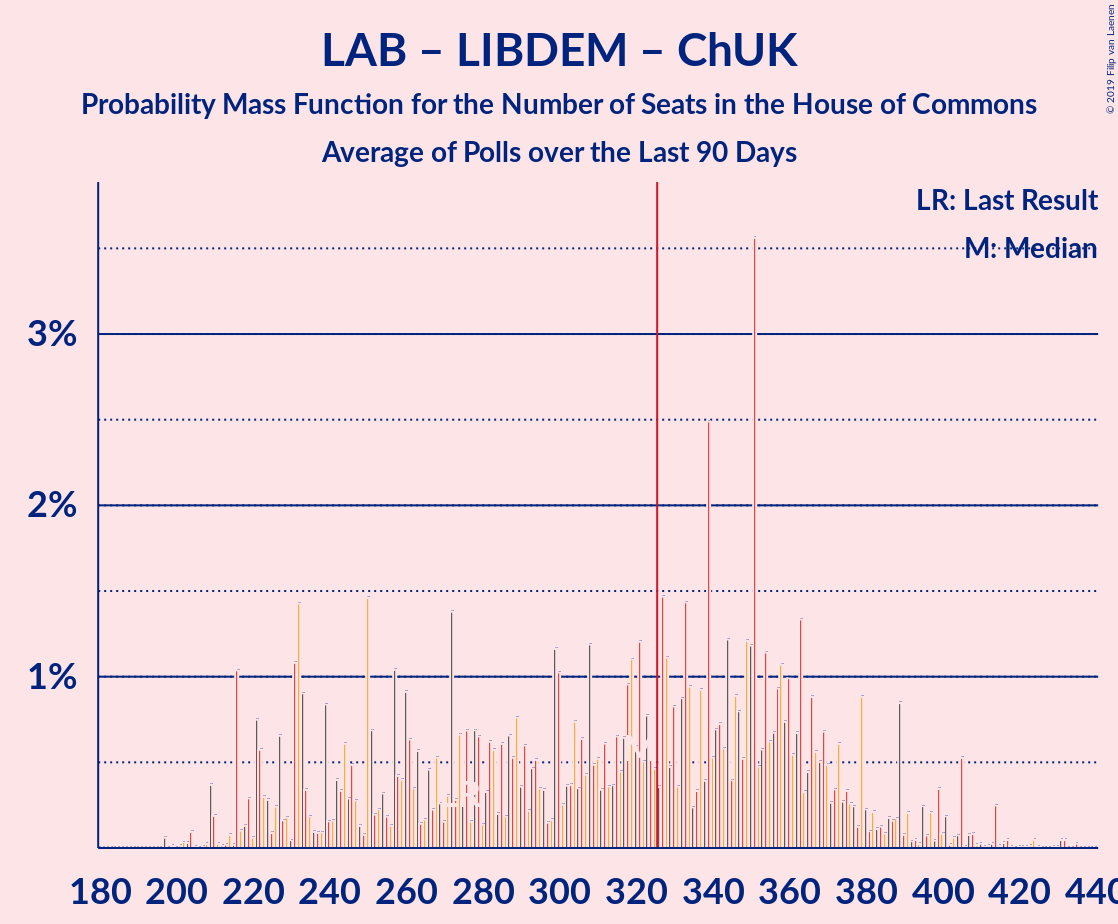 LAB – LIBDEM – ChUK
Probability Mass Function for the Number of Seats in the House of Commons
Average of Polls over the Last 90 Days
© 2019 Filip van Laenen
LR: Last Result
M: Median
3%
2%
1%
180 200 220 240 260 280 300 320 340 360 380 400 420 440